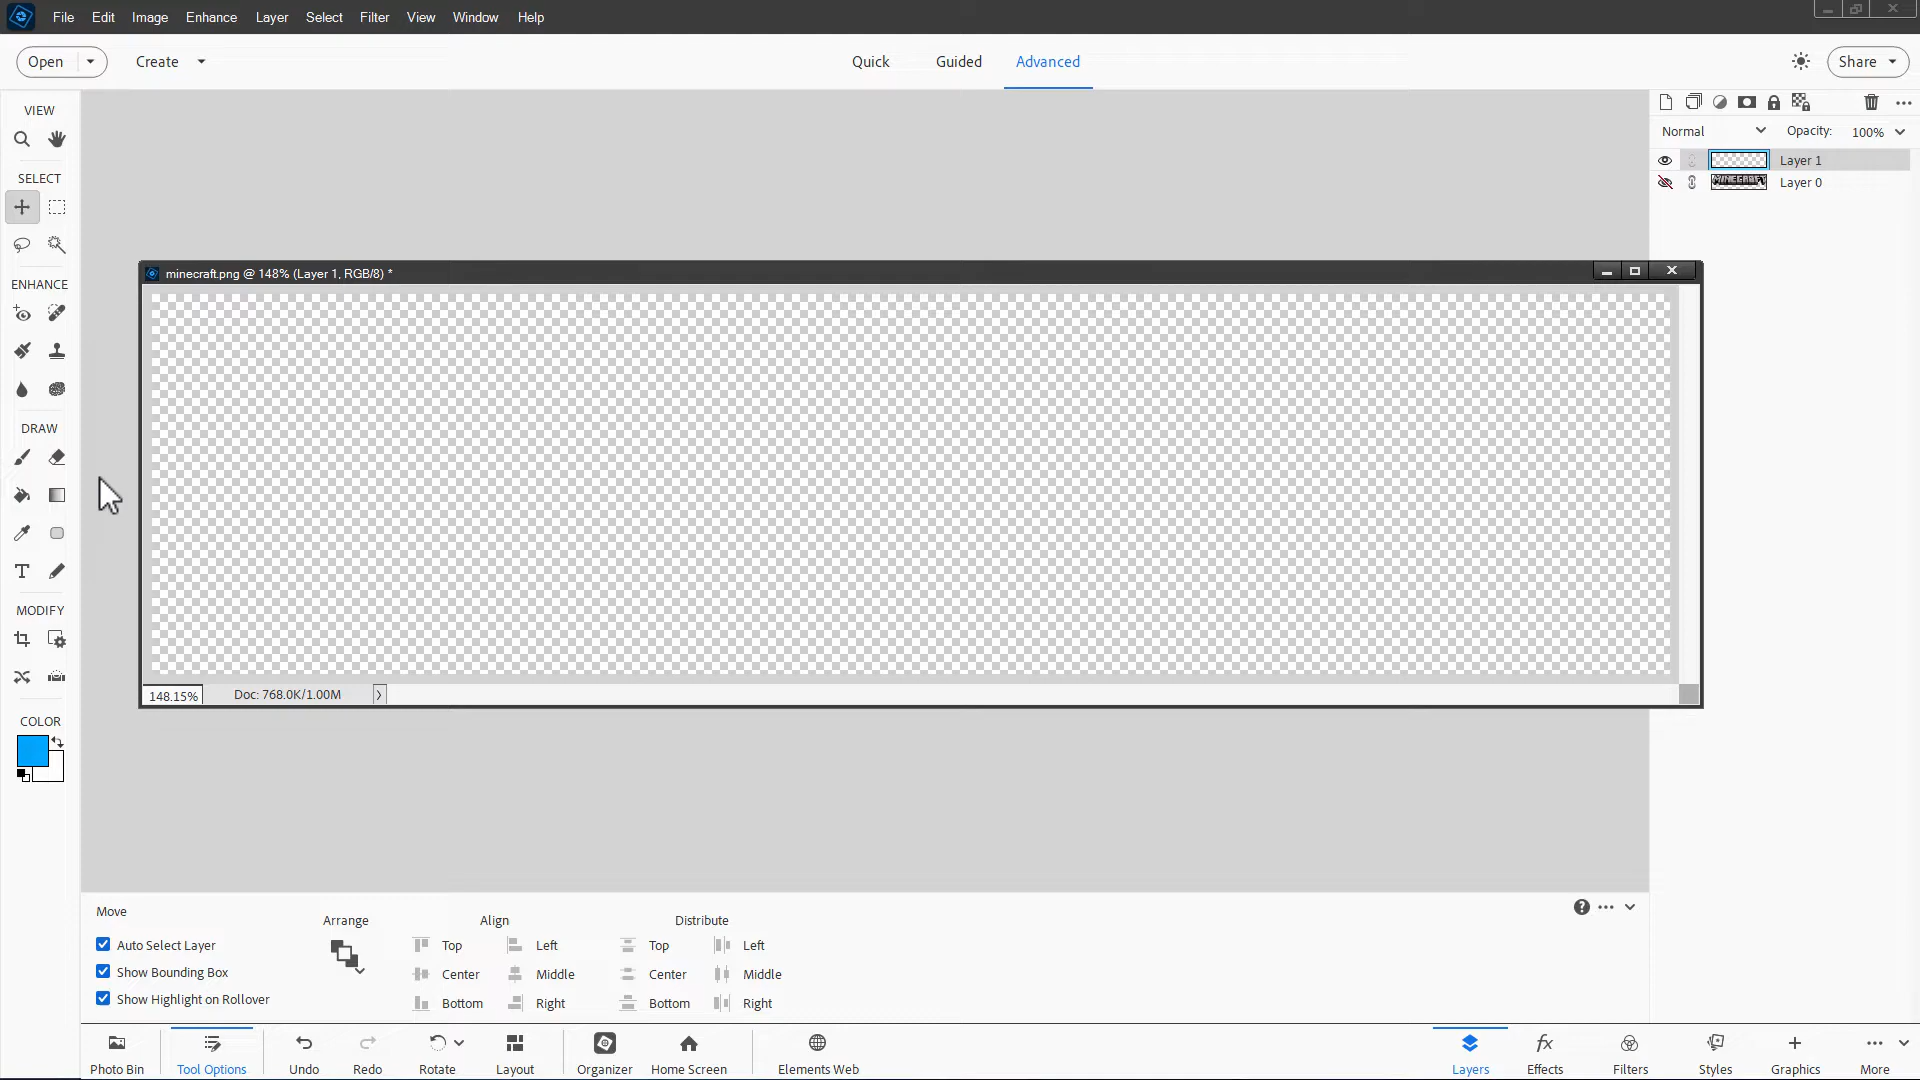 File Edit Image Enhance Layer Select Filter View Window Help
Open Create Quick Guided Advanced Share
VIEW
SELECT
ENHANCE
DRAW
MODIFY
COLOR
minecraft.png @ 148% (Layer 1, RGB/8) *
148.15% Doc: 768.0K/1.00M
Normal Opacity: 100%
Layer 1
MINECRAFT Layer 0
Move Arrange Align Distribute
Auto Select Layer Top Left Top Left
Show Bounding Box Center Middle Center Middle
Show Highlight on Rollover Bottom Right Bottom Right
Photo Bin Tool Options Undo Redo Rotate Layout Organizer Home Screen Elements Web Layers Effects Filters Styles Graphics More